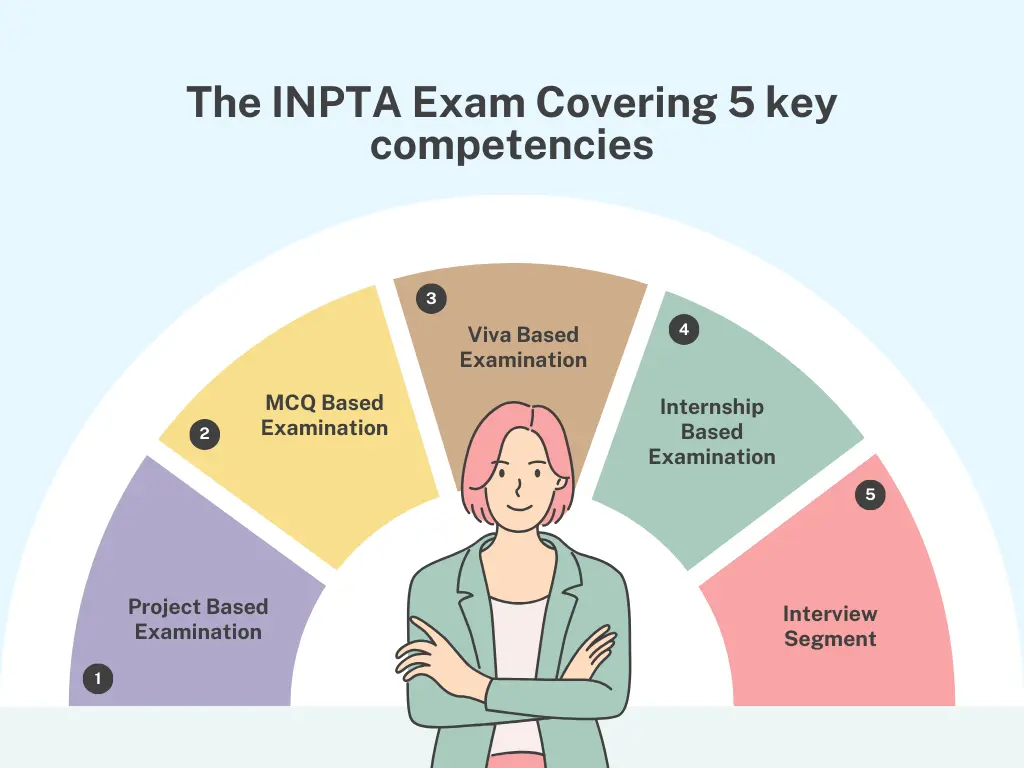 The INPTA Exam Covering 5 key
competencies
1
Project Based
Examination
2
MCQ Based
Examination
3
Viva Based
Examination
4
Internship
Based
Examination
5
Interview
Segment